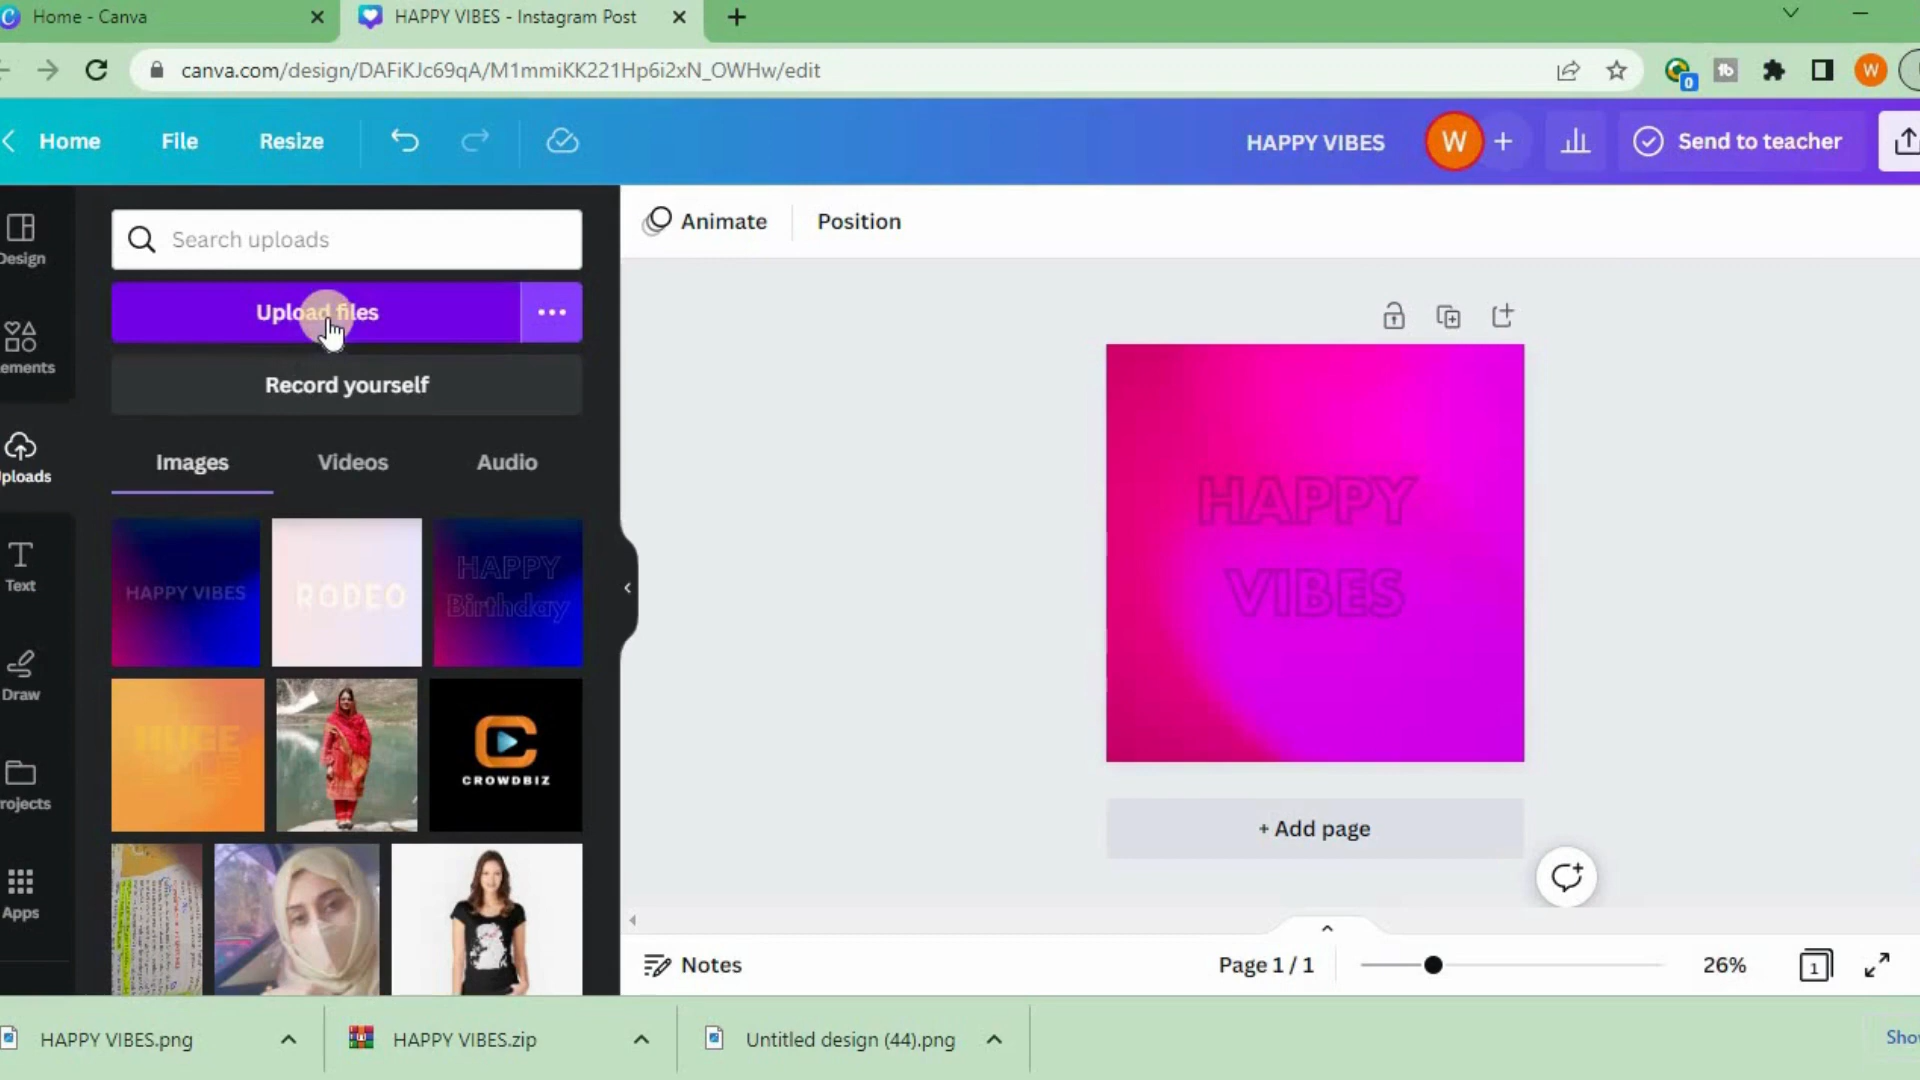 Home - Canva
HAPPY VIBES - Instagram Post
canva.com/design/DAFiKJc69qA/M1mmiKK221Hp6i2xN_OWHw/edit
0
W
Home
File
Resize
HAPPY VIBES
W
Send to teacher
Design
Search uploads
Animate
Position
Upload files
ements
Record yourself
ploads
Images
Videos
Audio
HAPPY VIBES
RODEO
HAPPY
Birthday
HAPPY
VIBES
Text
Draw
CROWDBIZ
rojects
+ Add page
Apps
Notes
Page 1 / 1
26%
1
HAPPY VIBES.png
HAPPY VIBES.zip
Untitled design (44).png
Sho